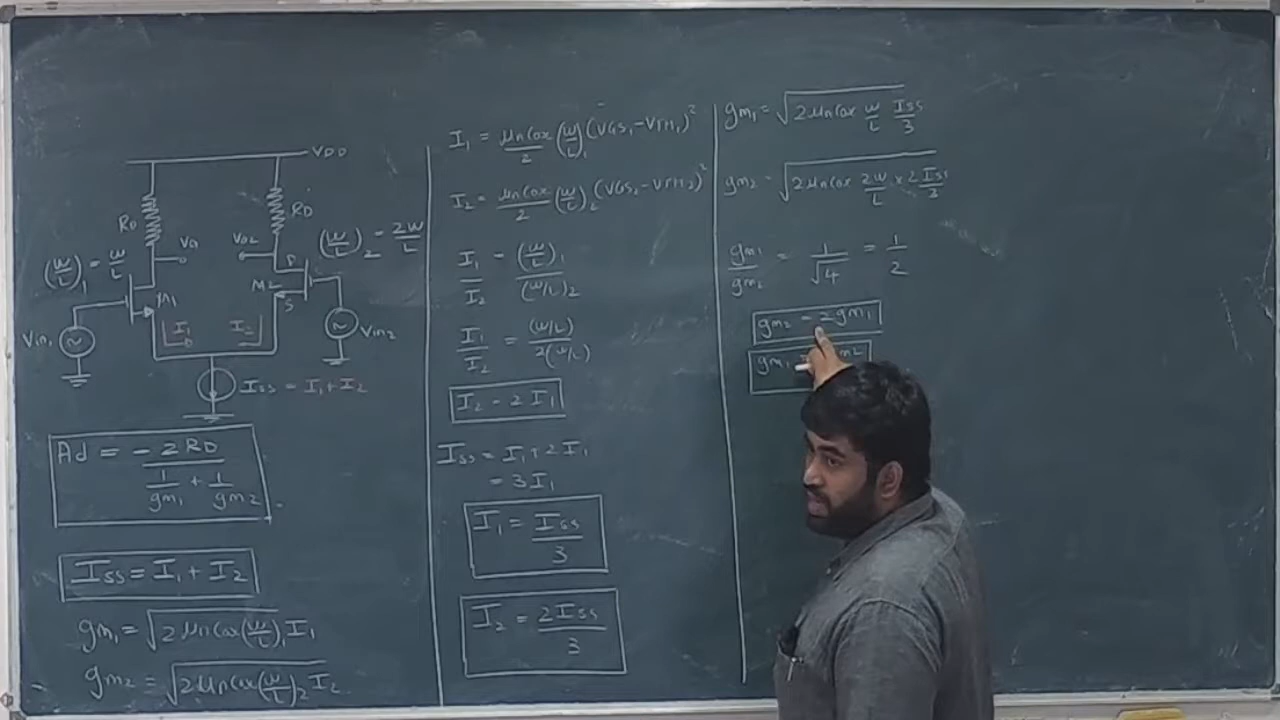 VDD
RD
RD
VO1
VO2
(W/L)₁ = W/L
(W/L)₂ = 2W/L
M1
M2
D
S
I₁
I₂
Vin₁
Vin₂
ISS = I₁ + I₂
Ad = -2RD / (1/gm₁ + 1/gm₂)
ISS = I₁ + I₂
gm₁ = √(2μnCox(W/L)₁ I₁)
gm₂ = √(2μnCox(W/L)₂ I₂)
I₁ = μnCox/2 (W/L)₁ (VGS₁ - VTH₁)²
I₂ = μnCox/2 (W/L)₂ (VGS₂ - VTH₂)²
I₁/I₂ = (W/L)₁/(W/L)₂
I₁/I₂ = (W/L)/2(W/L)
I₂ = 2I₁
ISS = I₁ + 2I₁
= 3I₁
I₁ = ISS/3
I₂ = 2ISS/3
gm₁ = √(2μnCox W/L ISS/3)
gm₂ = √(2μnCox 2W/L × 2ISS/3)
gm₁/gm₂ = 1/√4 = 1/2
gm₂ = 2gm₁
gm₁